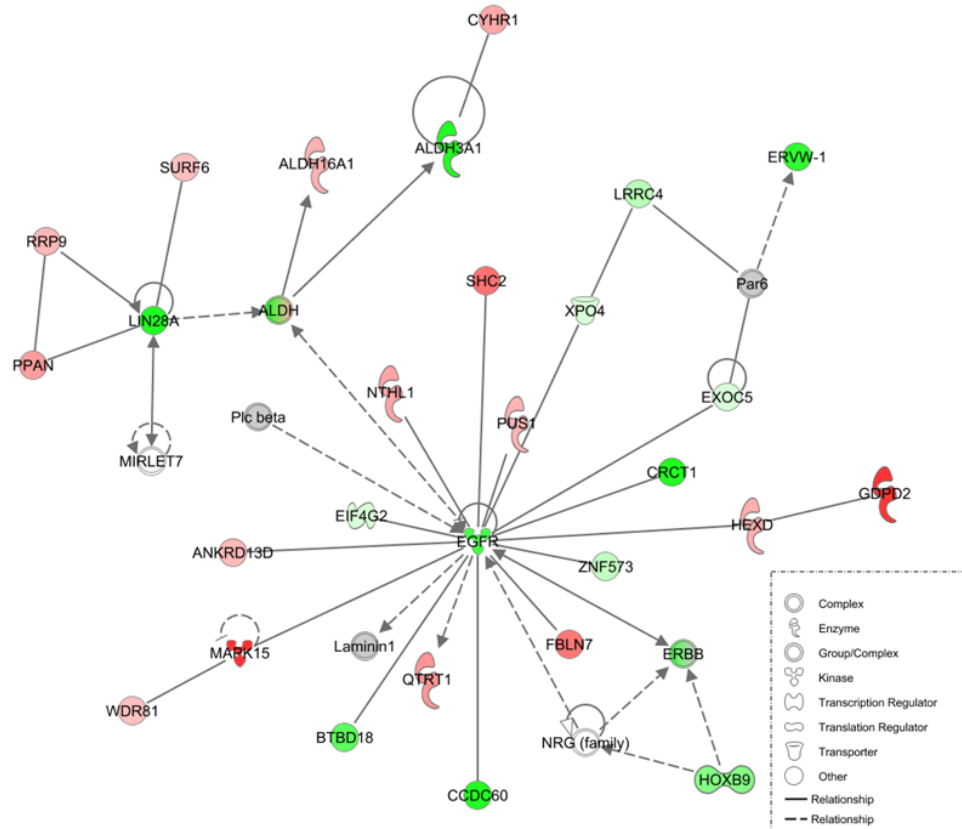 CYHR1
ALDH3A1
ERVW-1
ALDH16A1
SURF6
LRRC4
RRP9
SHC2
Par6
ALDH
XPO4
LIN28A
PPAN
NTHL1
EXOC5
Plc beta
PUS1
MIRLET7
CRCT1
GDPD2
EIF4G2
HEXD
EGFR
ANKRD13D
ZNF573
Complex
Enzyme
MAPK15
Laminin1
FBLN7
ERBB
Group/Complex
QTRT1
Kinase
WDR81
Transcription Regulator
BTBD18
NRG (family)
Translation Regulator
Transporter
HOXB9
Other
CCDC60
Relationship
Relationship